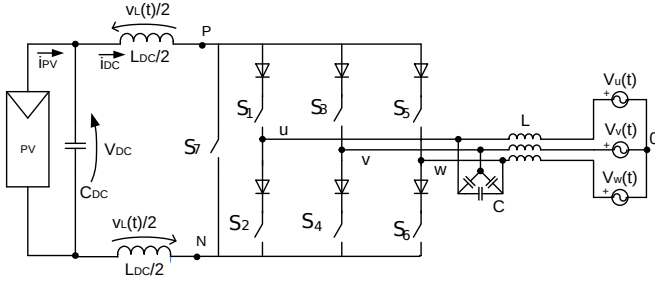 vL(t)/2
iPV
iDC
LDC/2
P
PV
VDC
CDC
S7
S1
S3
S5
u
v
w
L
C
Vu(t)
+
Vv(t)
+
Vw(t)
+
0
S2
S4
S6
vL(t)/2
N
LDC/2